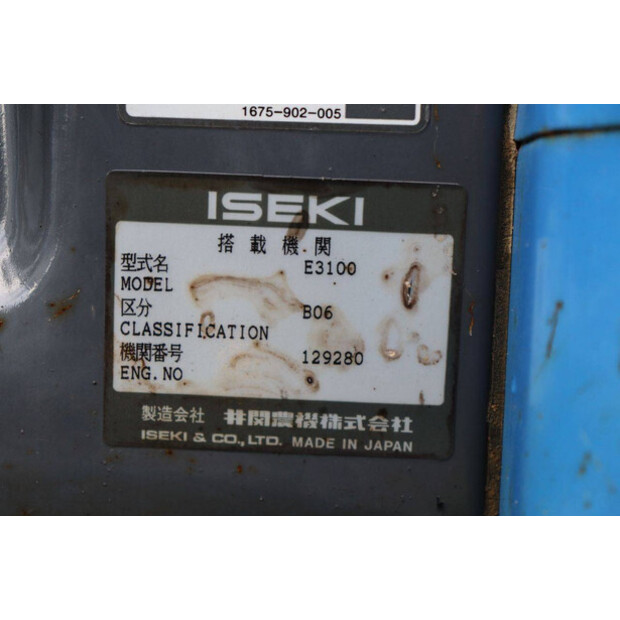 1675-902-005
ISEKI
搭載機関
型式名 E3100
MODEL
区分 B06
CLASSIFICATION
機関番号 129280
ENG.NO
製造会社 井関農機株式会社
ISEKI & CO., LTD. MADE IN JAPAN